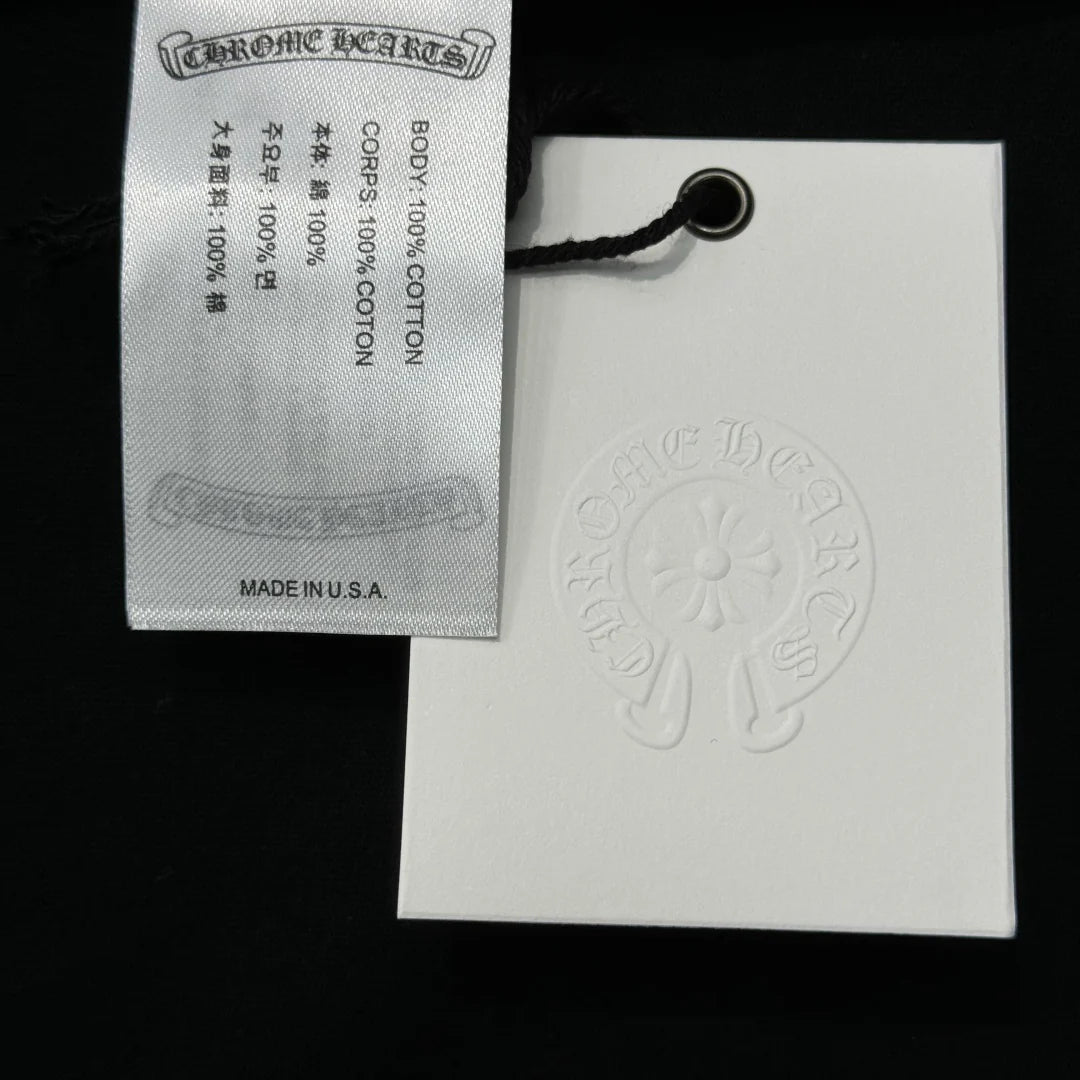 CHROME HEARTS
BODY: 100% COTTON
CORPS: 100% COTON
本体: 綿 100%
주요부: 100% 면
大身面料: 100% 棉
MADE IN U.S.A.
CHROME HEARTS